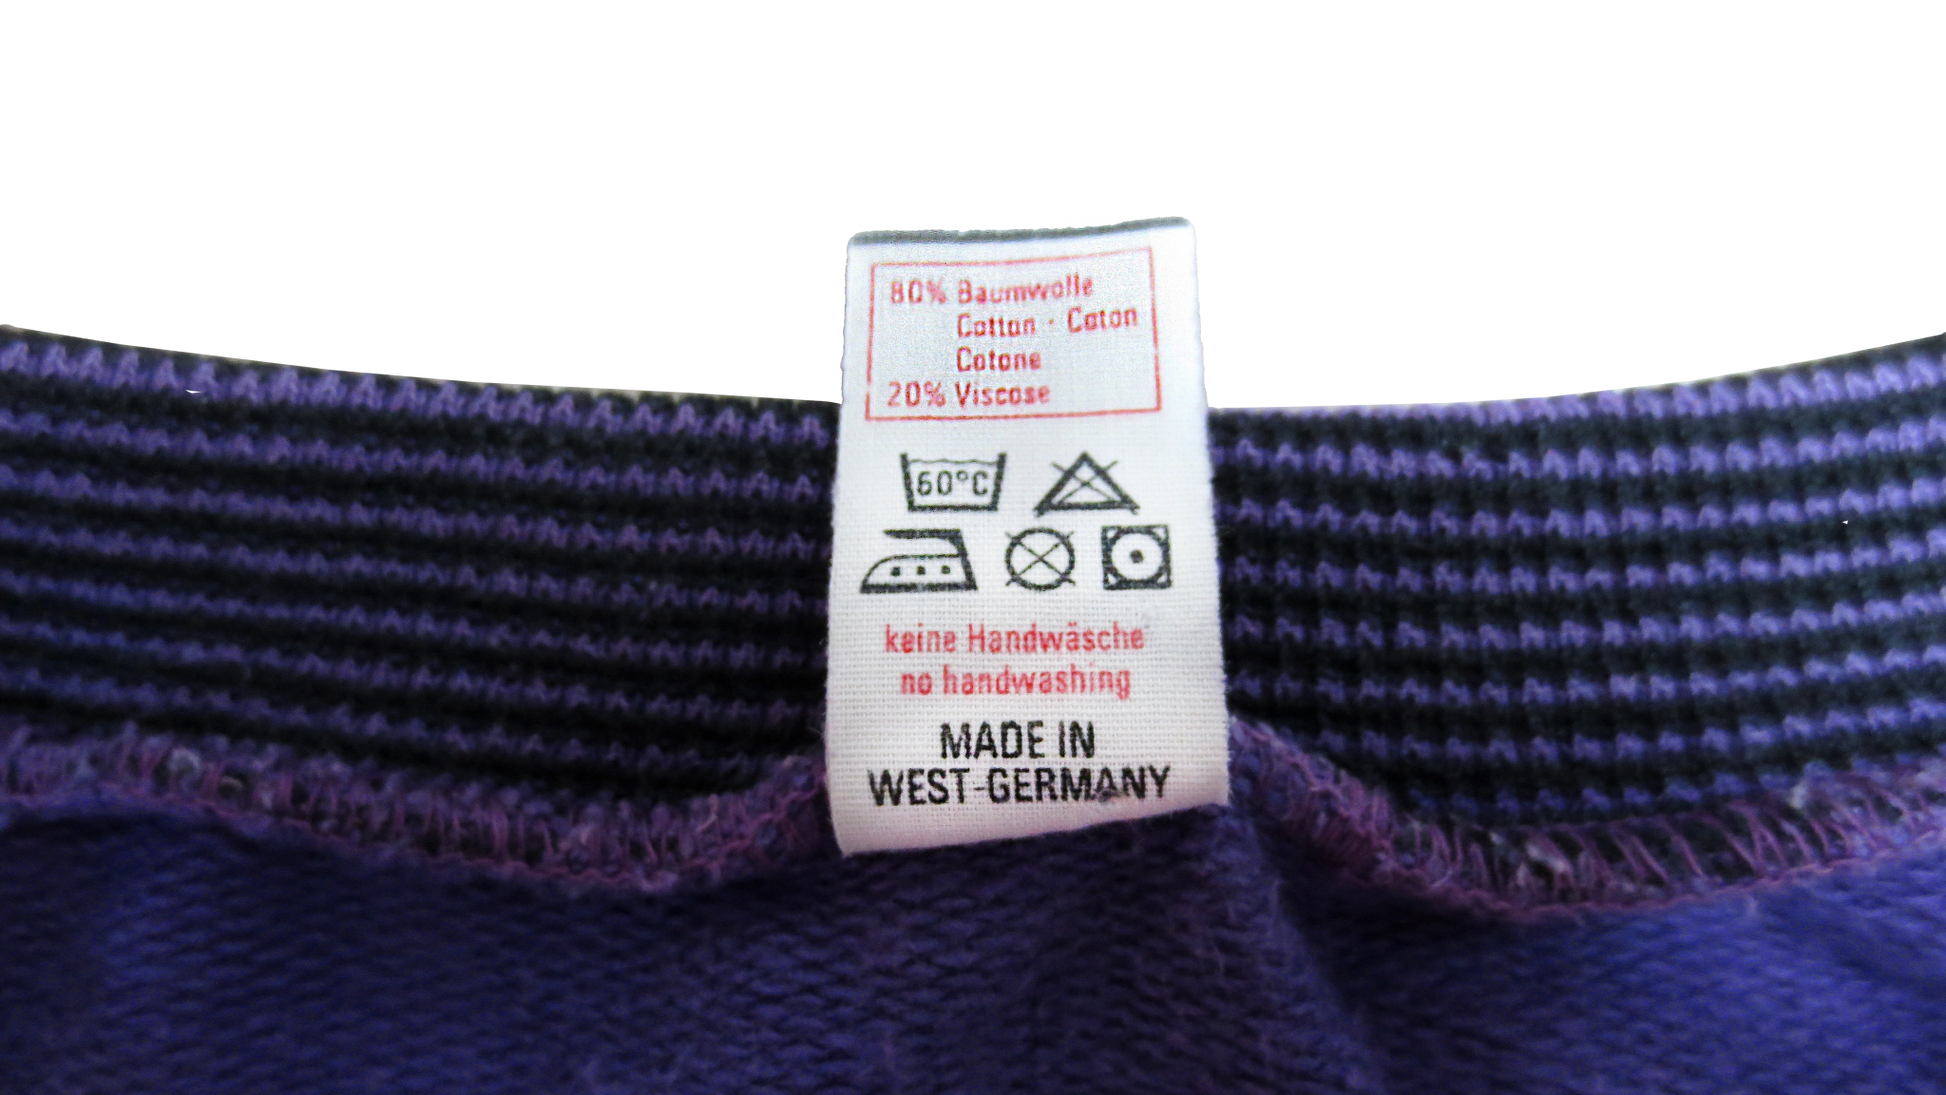 80% Baumwolle
Cotton · Coton
Cotone
20% Viscose
60°C
keine Handwäsche
no handwashing
MADE IN
WEST-GERMANY